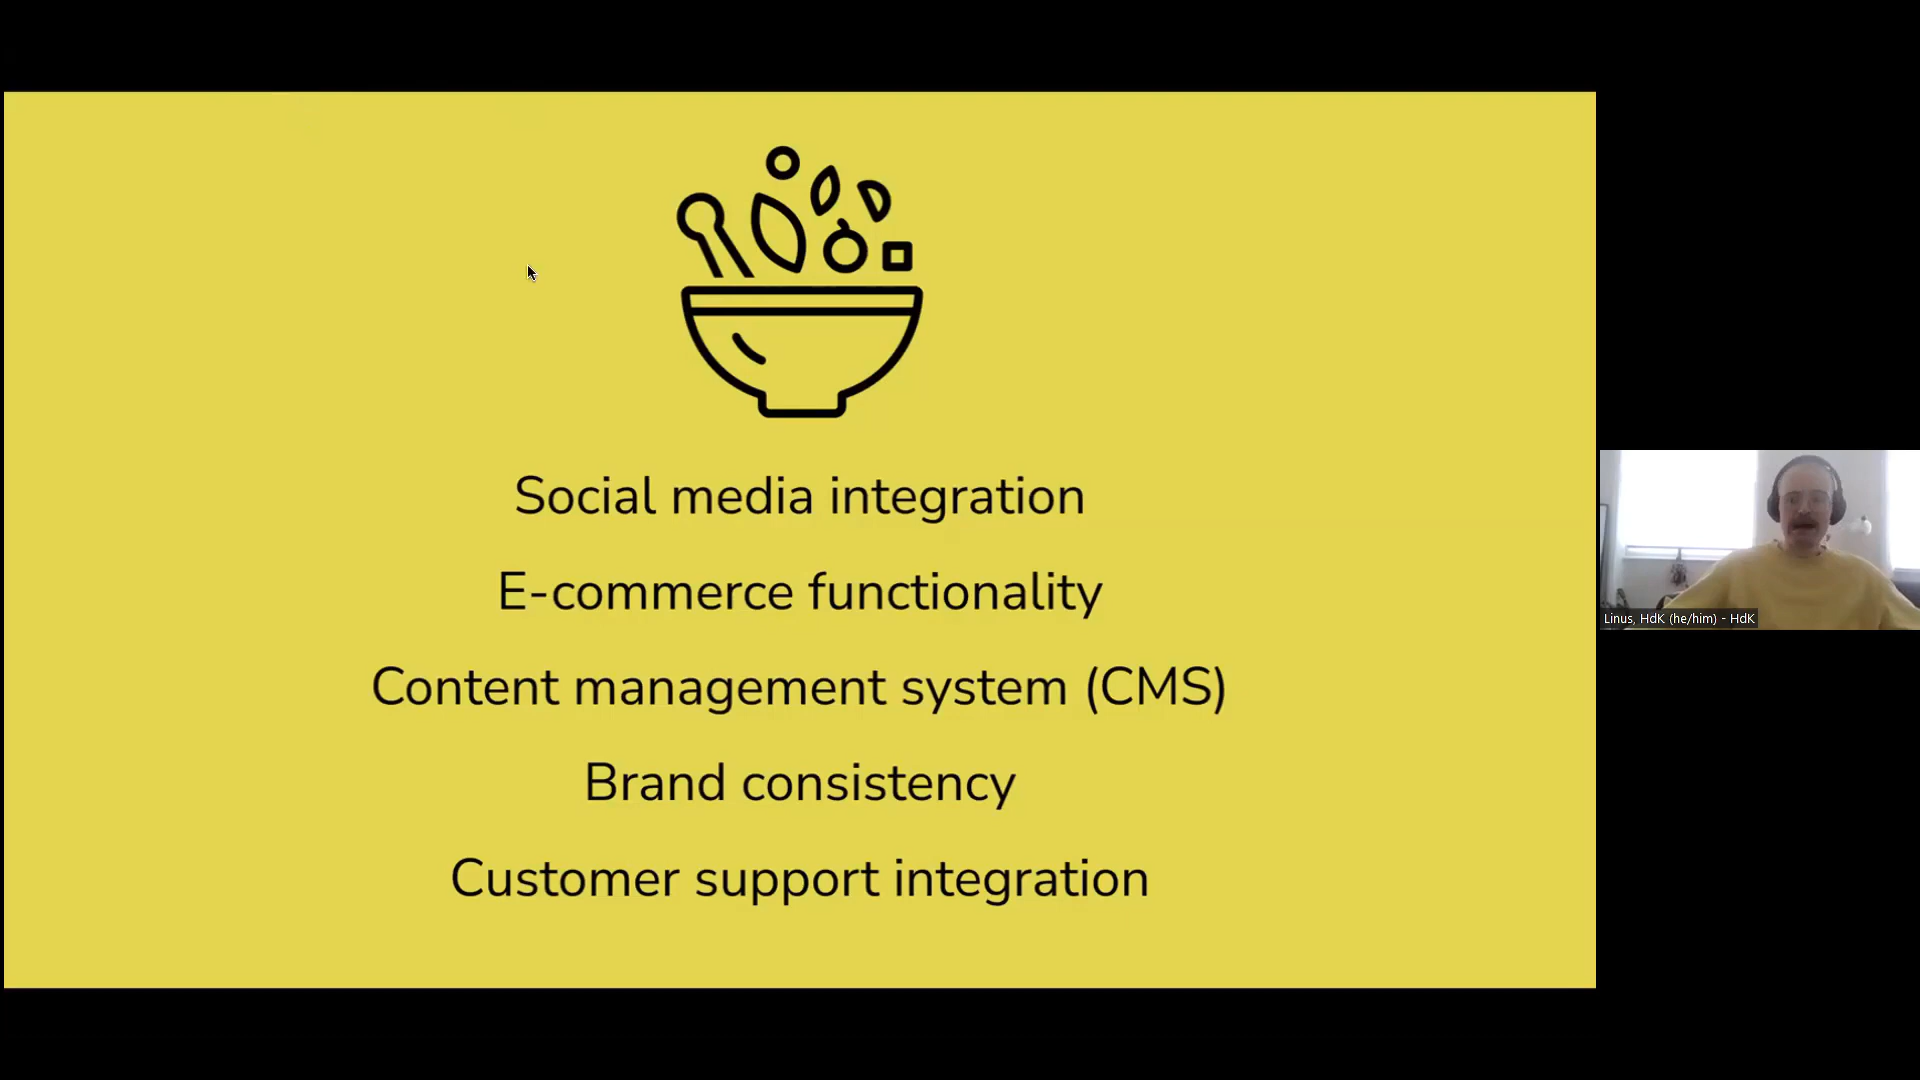 Social media integration
E-commerce functionality
Content management system (CMS)
Brand consistency
Customer support integration
Linus, HdK (he/him) - HdK